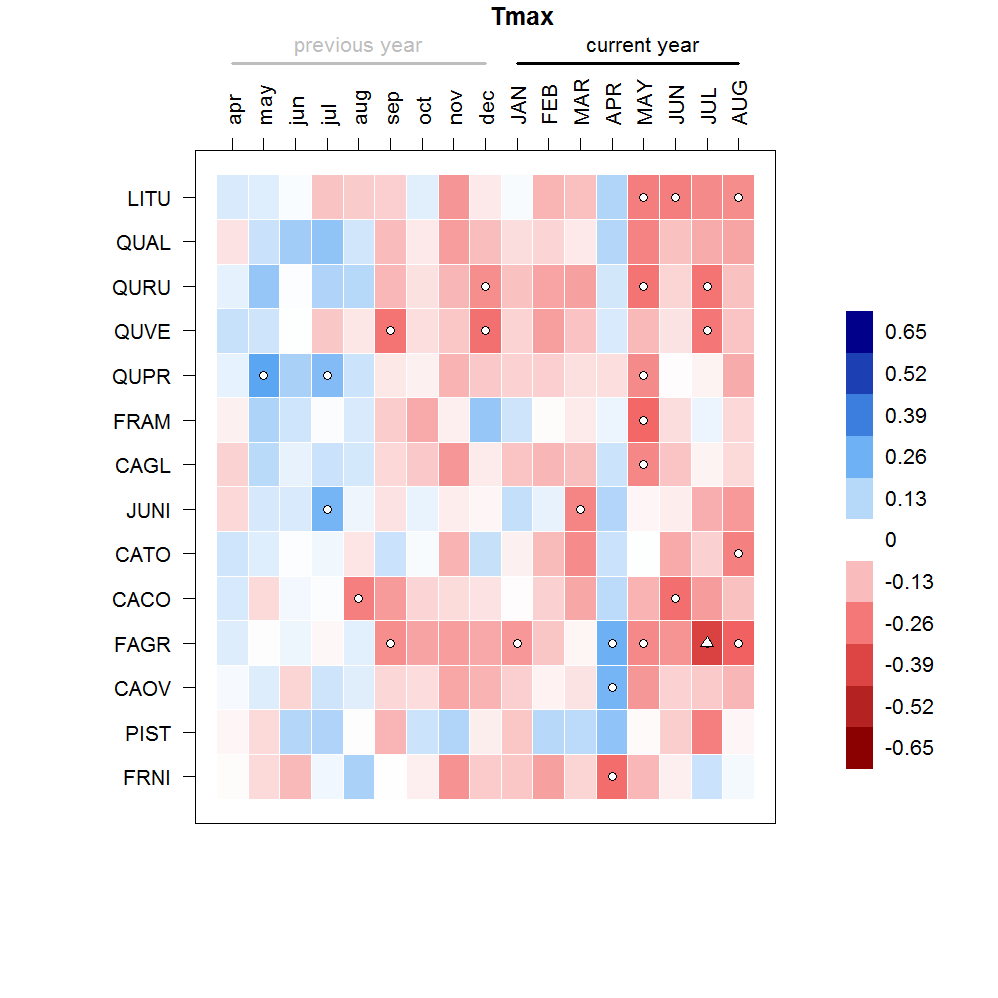 Tmax
previous year current year
apr may jun jul aug sep oct nov dec JAN FEB MAR APR MAY JUN JUL AUG
LITU
QUAL
QURU
QUVE
QUPR
FRAM
CAGL
JUNI
CATO
CACO
FAGR
CAOV
PIST
FRNI
0.65
0.52
0.39
0.26
0.13
0
-0.13
-0.26
-0.39
-0.52
-0.65